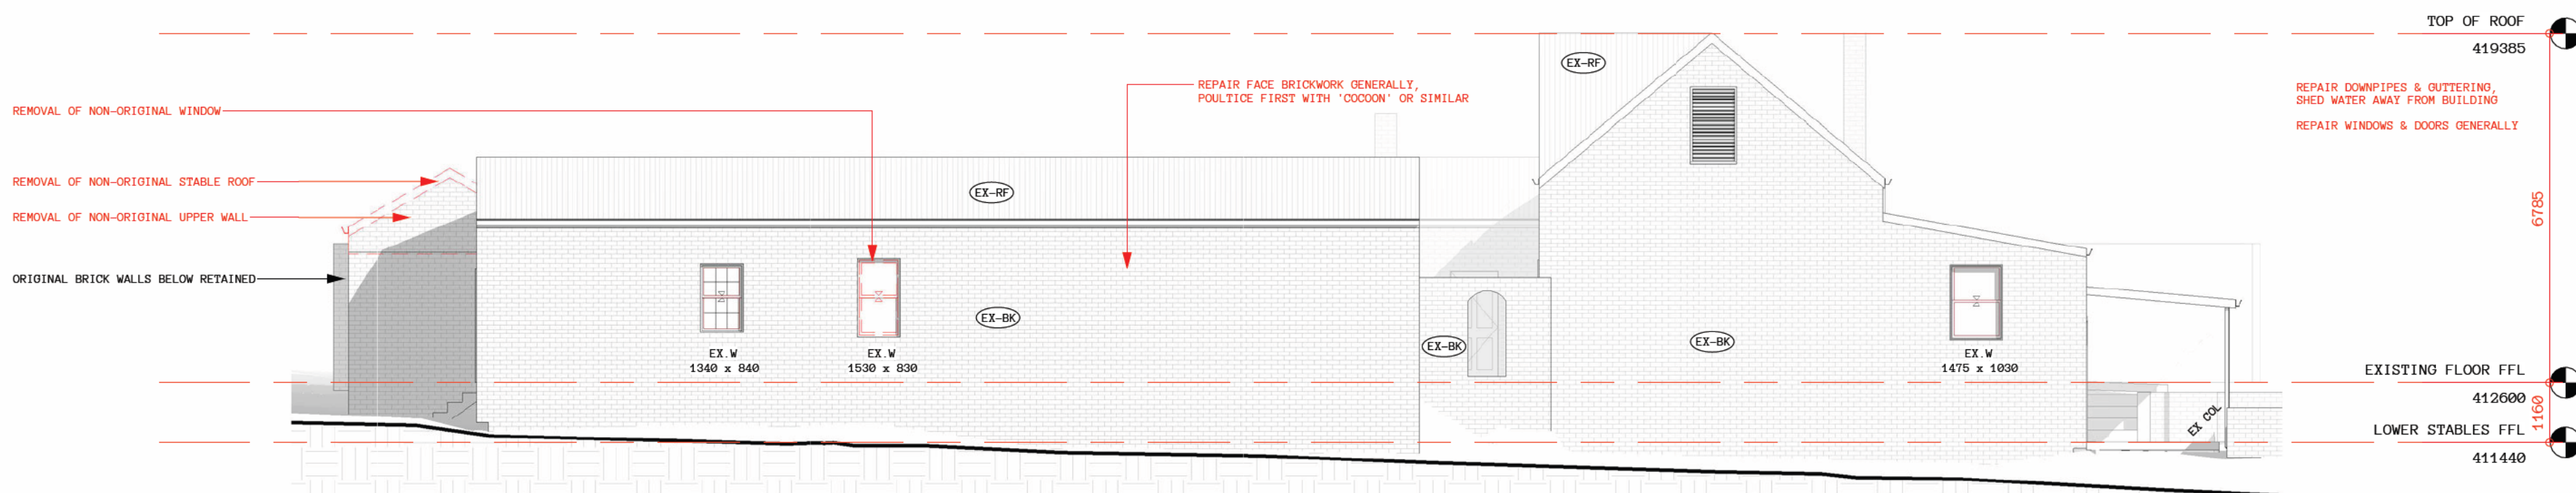 TOP OF ROOF
419385
EX-RF
REPAIR FACE BRICKWORK GENERALLY,
POULTICE FIRST WITH 'COCOON' OR SIMILAR
REPAIR DOWNPIPES & GUTTERING,
SHED WATER AWAY FROM BUILDING
REPAIR WINDOWS & DOORS GENERALLY
REMOVAL OF NON-ORIGINAL WINDOW
REMOVAL OF NON-ORIGINAL STABLE ROOF
EX-RF
REMOVAL OF NON-ORIGINAL UPPER WALL
6785
ORIGINAL BRICK WALLS BELOW RETAINED
EX-BK
EX-BK
EX-BK
EX.W
1340 x 840
EX.W
1530 x 830
EX.W
1475 x 1030
EXISTING FLOOR FFL
412600
1160
EX COL
LOWER STABLES FFL
411440